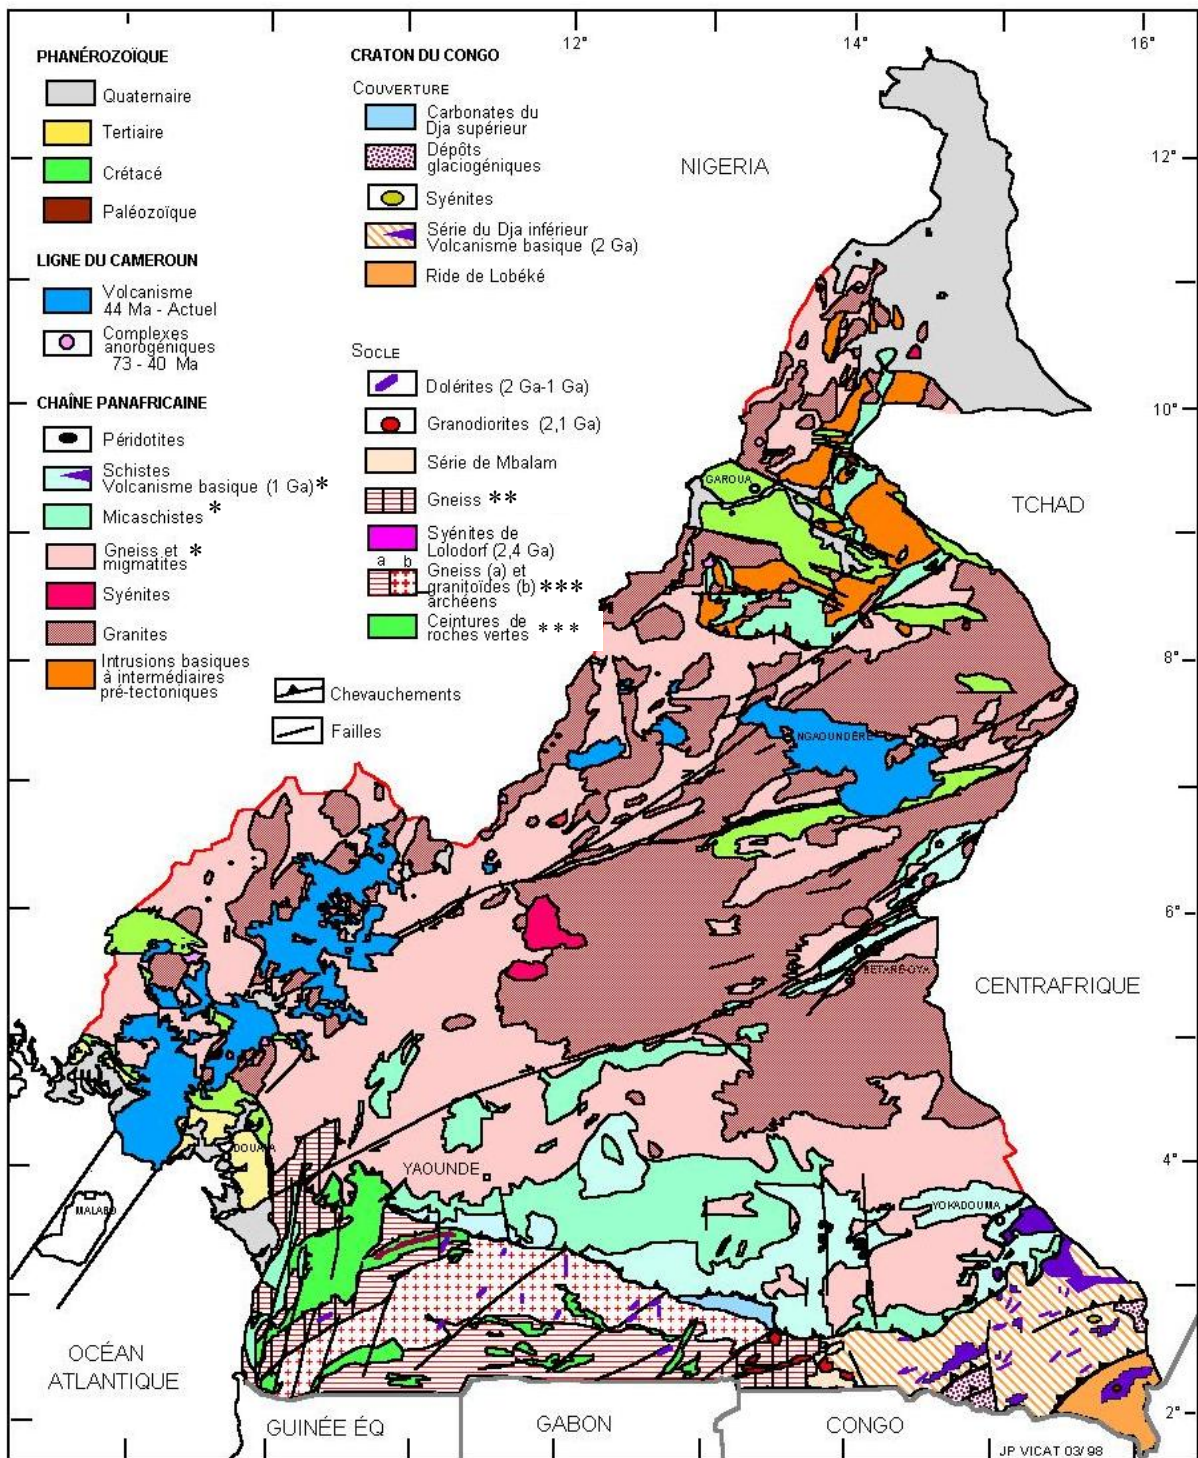 12°
14°
16°
PHANÉROZOÏQUE
Quaternaire
Tertiaire
Crétacé
Paléozoïque
LIGNE DU CAMEROUN
Volcanisme
44 Ma - Actuel
Complexes
anorogéniques
73 - 40 Ma
CHAÎNE PANAFRICAINE
Péridotites
Schistes
Volcanisme basique (1 Ga)*
Micaschistes *
Gneiss et *
migmatites
Syénites
Granites
Intrusions basiques
à intermédiaires
pré-tectoniques
CRATON DU CONGO
COUVERTURE
Carbonates du
Dja supérieur
Dépôts
glaciogéniques
Syénites
Série du Dja inférieur
Volcanisme basique (2 Ga)
Ride de Lobéké
SOCLE
Dolérites (2 Ga-1 Ga)
Granodiorites (2,1 Ga)
Série de Mbalam
Gneiss **
Syénites de
Lolodorf (2,4 Ga)
a b
Gneiss (a) et
granitoïdes (b) ***
archéens
Ceintures de
roches vertes ***
Chevauchements
Failles
NIGERIA
12°
10°
GAROUA
TCHAD
8°
NGAOUNDÉRÉ
6°
BETARÉ-OYA
CENTRAFRIQUE
DOUALA
YAOUNDE
4°
MALABO
YOKADOUMA
OCÉAN
ATLANTIQUE
GUINÉE ÉQ
GABON
CONGO
2°
JP VICAT 03/98